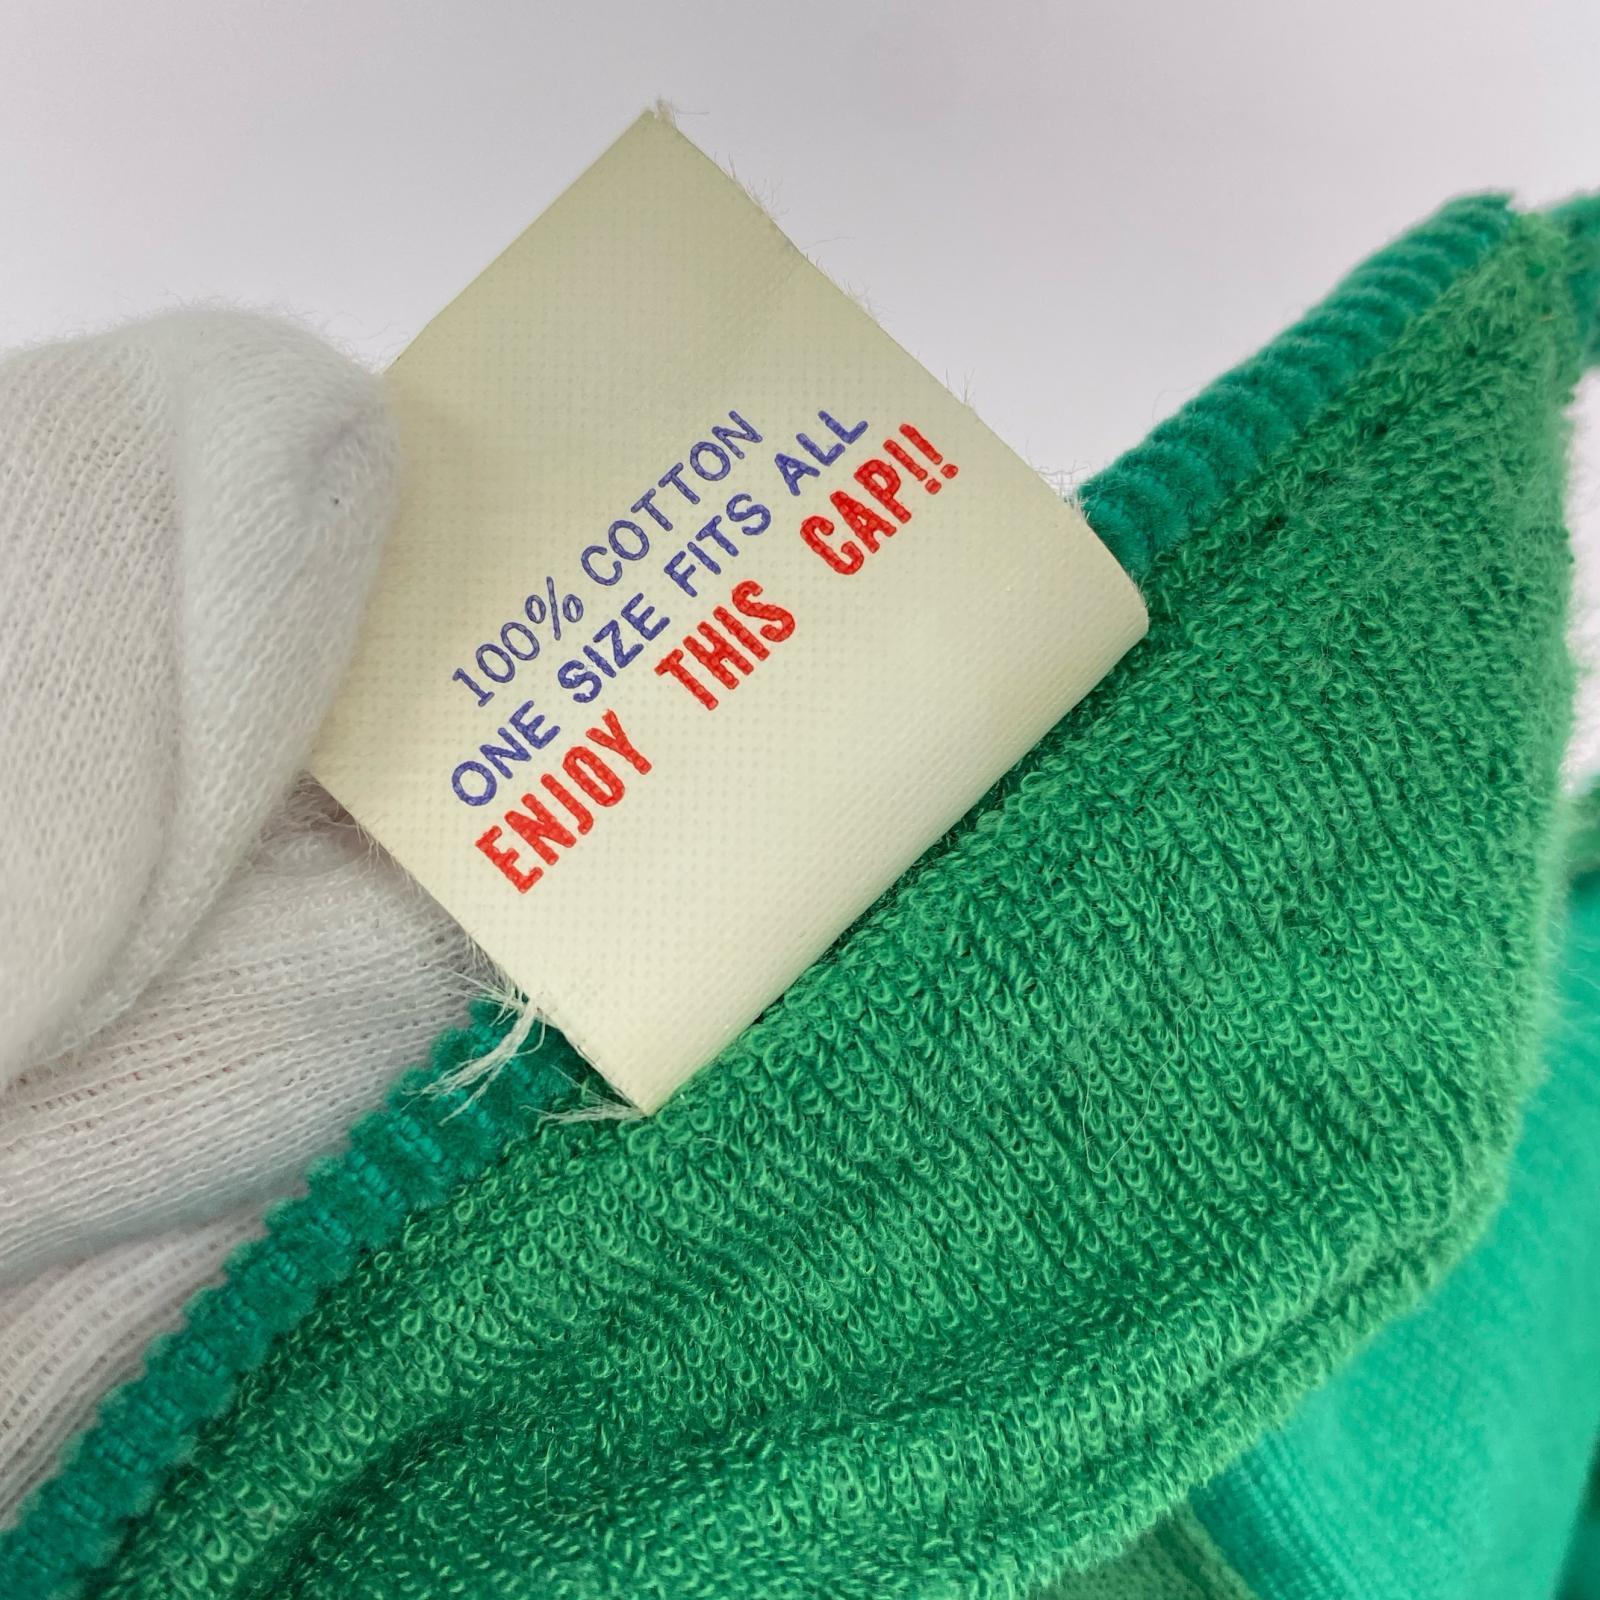 100% COTTON
ONE SIZE FITS ALL
ENJOY THIS CAP!!